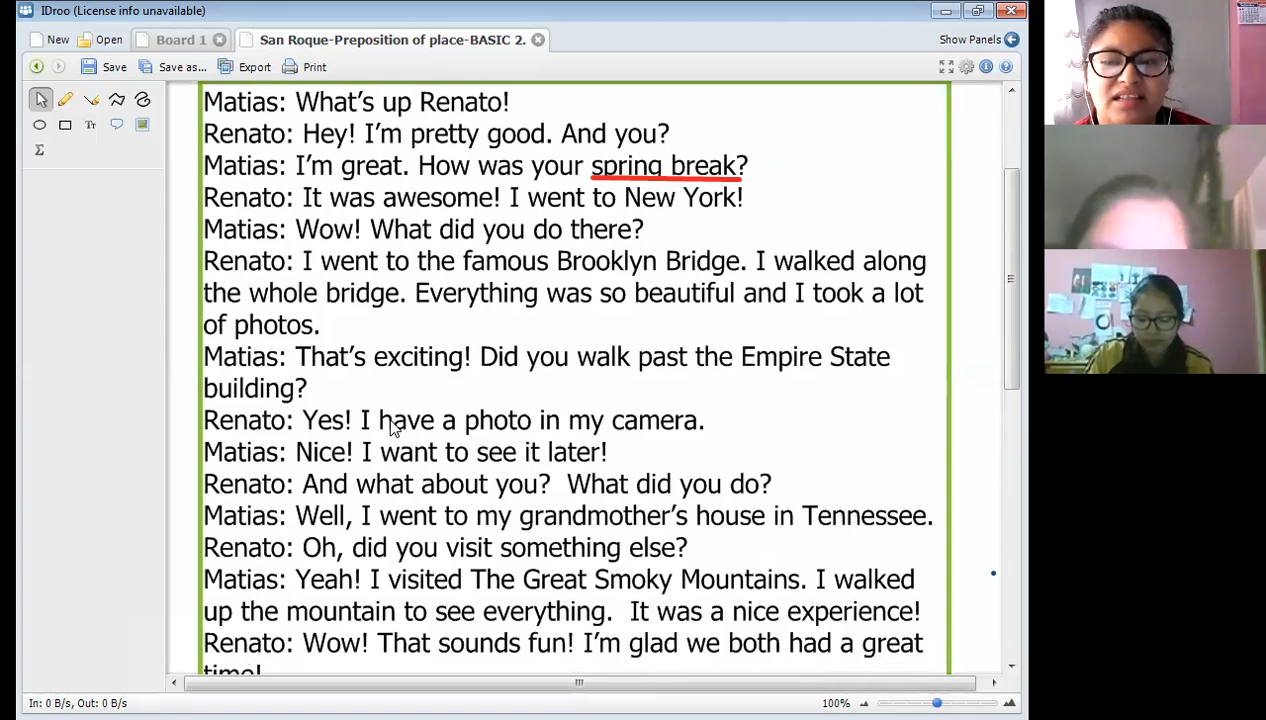 IDroo (License info unavailable)
New Open Board 1 San Roque-Preposition of place-BASIC 2. Show Panels
Save Save as... Export Print
Tr
Σ
Matias: What's up Renato!
Renato: Hey! I'm pretty good. And you?
Matias: I'm great. How was your spring break?
Renato: It was awesome! I went to New York!
Matias: Wow! What did you do there?
Renato: I went to the famous Brooklyn Bridge. I walked along
the whole bridge. Everything was so beautiful and I took a lot
of photos.
Matias: That's exciting! Did you walk past the Empire State
building?
Renato: Yes! I have a photo in my camera.
Matias: Nice! I want to see it later!
Renato: And what about you?  What did you do?
Matias: Well, I went to my grandmother's house in Tennessee.
Renato: Oh, did you visit something else?
Matias: Yeah! I visited The Great Smoky Mountains. I walked
up the mountain to see everything.  It was a nice experience!
Renato: Wow! That sounds fun! I'm glad we both had a great
time!
In: 0 B/s, Out: 0 B/s 100%